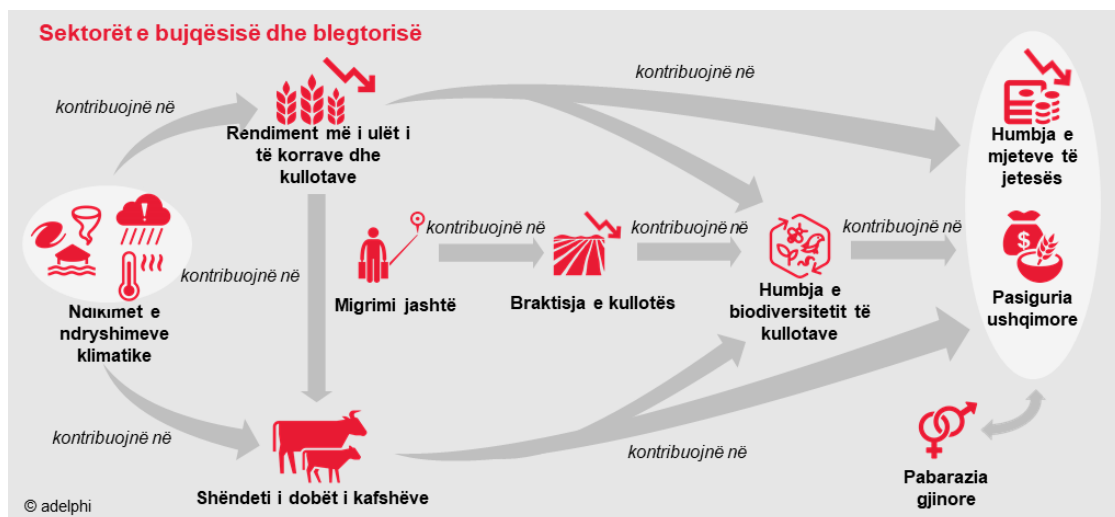 Sektorët e bujqësisë dhe blegtorisë
kontribuojnë në
kontribuojnë në
Rendiment më i ulët i
të korrave dhe
kullotave
Humbja e
mjeteve të
jetesës
kontribuojnë në
Ndikimet e
ndryshimeve
klimatike
Migrimi jashtë
kontribuojnë në
Braktisja e kullotës
kontribuojnë në
Humbja e
biodiversitetit të
kullotave
kontribuojnë në
Pasiguria
ushqimore
kontribuojnë në
Shëndeti i dobët i kafshëve
kontribuojnë në
Pabarazia
gjinore
© adelphi